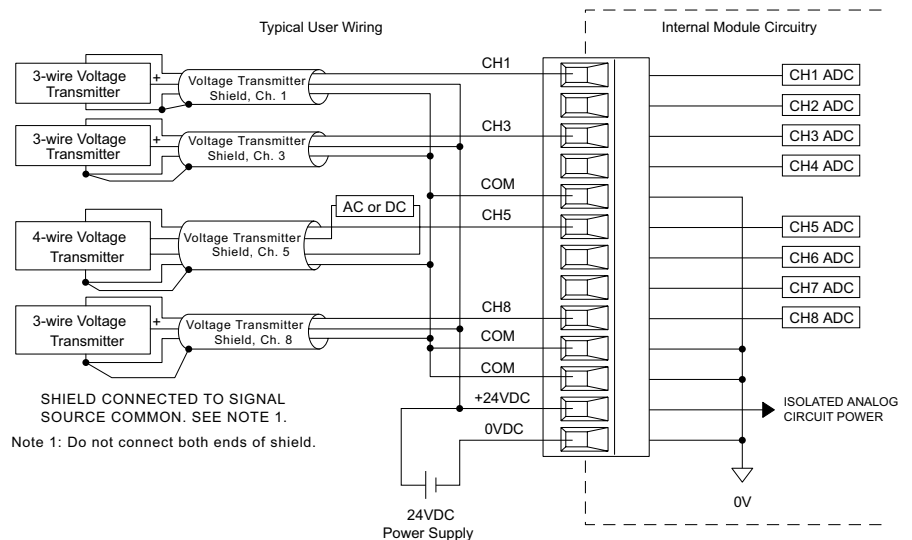 Typical User Wiring
Internal Module Circuitry
3-wire Voltage
Transmitter
+
Voltage Transmitter
Shield, Ch. 1
CH1
CH1 ADC
CH2 ADC
3-wire Voltage
Transmitter
+
Voltage Transmitter
Shield, Ch. 3
CH3
CH3 ADC
CH4 ADC
COM
AC or DC
4-wire Voltage
Transmitter
Voltage Transmitter
Shield, Ch. 5
CH5
CH5 ADC
CH6 ADC
CH7 ADC
3-wire Voltage
Transmitter
+
Voltage Transmitter
Shield, Ch. 8
CH8
CH8 ADC
COM
COM
+24VDC
0VDC
ISOLATED ANALOG
CIRCUIT POWER
SHIELD CONNECTED TO SIGNAL
SOURCE COMMON. SEE NOTE 1.
Note 1: Do not connect both ends of shield.
24VDC
Power Supply
0V